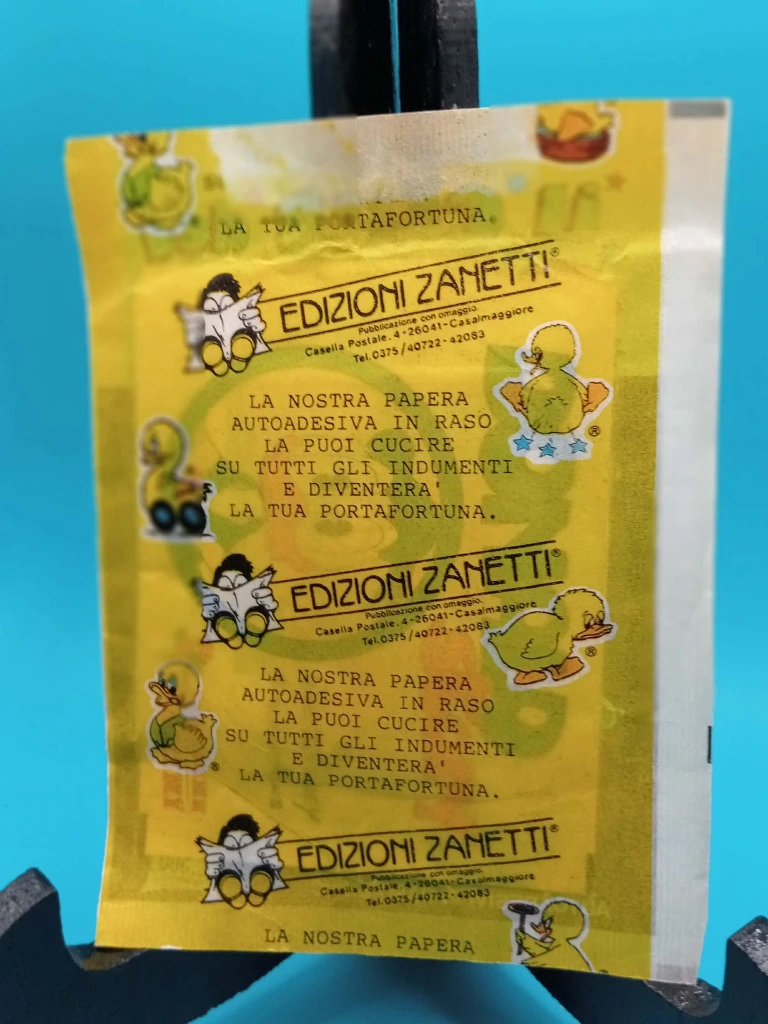 LA TUA PORTAFORTUNA.
EDIZIONI ZANETTI®
Pubblicazione con omaggio.
Casella Postale. 4-26041-Casalmaggiore
Tel.0375/40722-42083
LA NOSTRA PAPERA
AUTOADESIVA IN RASO
LA PUOI CUCIRE
SU TUTTI GLI INDUMENTI
E DIVENTERA'
LA TUA PORTAFORTUNA.
®
EDIZIONI ZANETTI®
Pubblicazione con omaggio.
Casella Postale. 4-26041-Casalmaggiore
Tel.0375/40722-42083
®
LA NOSTRA PAPERA
AUTOADESIVA IN RASO
LA PUOI CUCIRE
SU TUTTI GLI INDUMENTI
E DIVENTERA'
LA TUA PORTAFORTUNA.
®
EDIZIONI ZANETTI®
Pubblicazione con omaggio.
Casella Postale. 4-26041-Casalmaggiore
Tel.0375/40722-42083
LA NOSTRA PAPERA